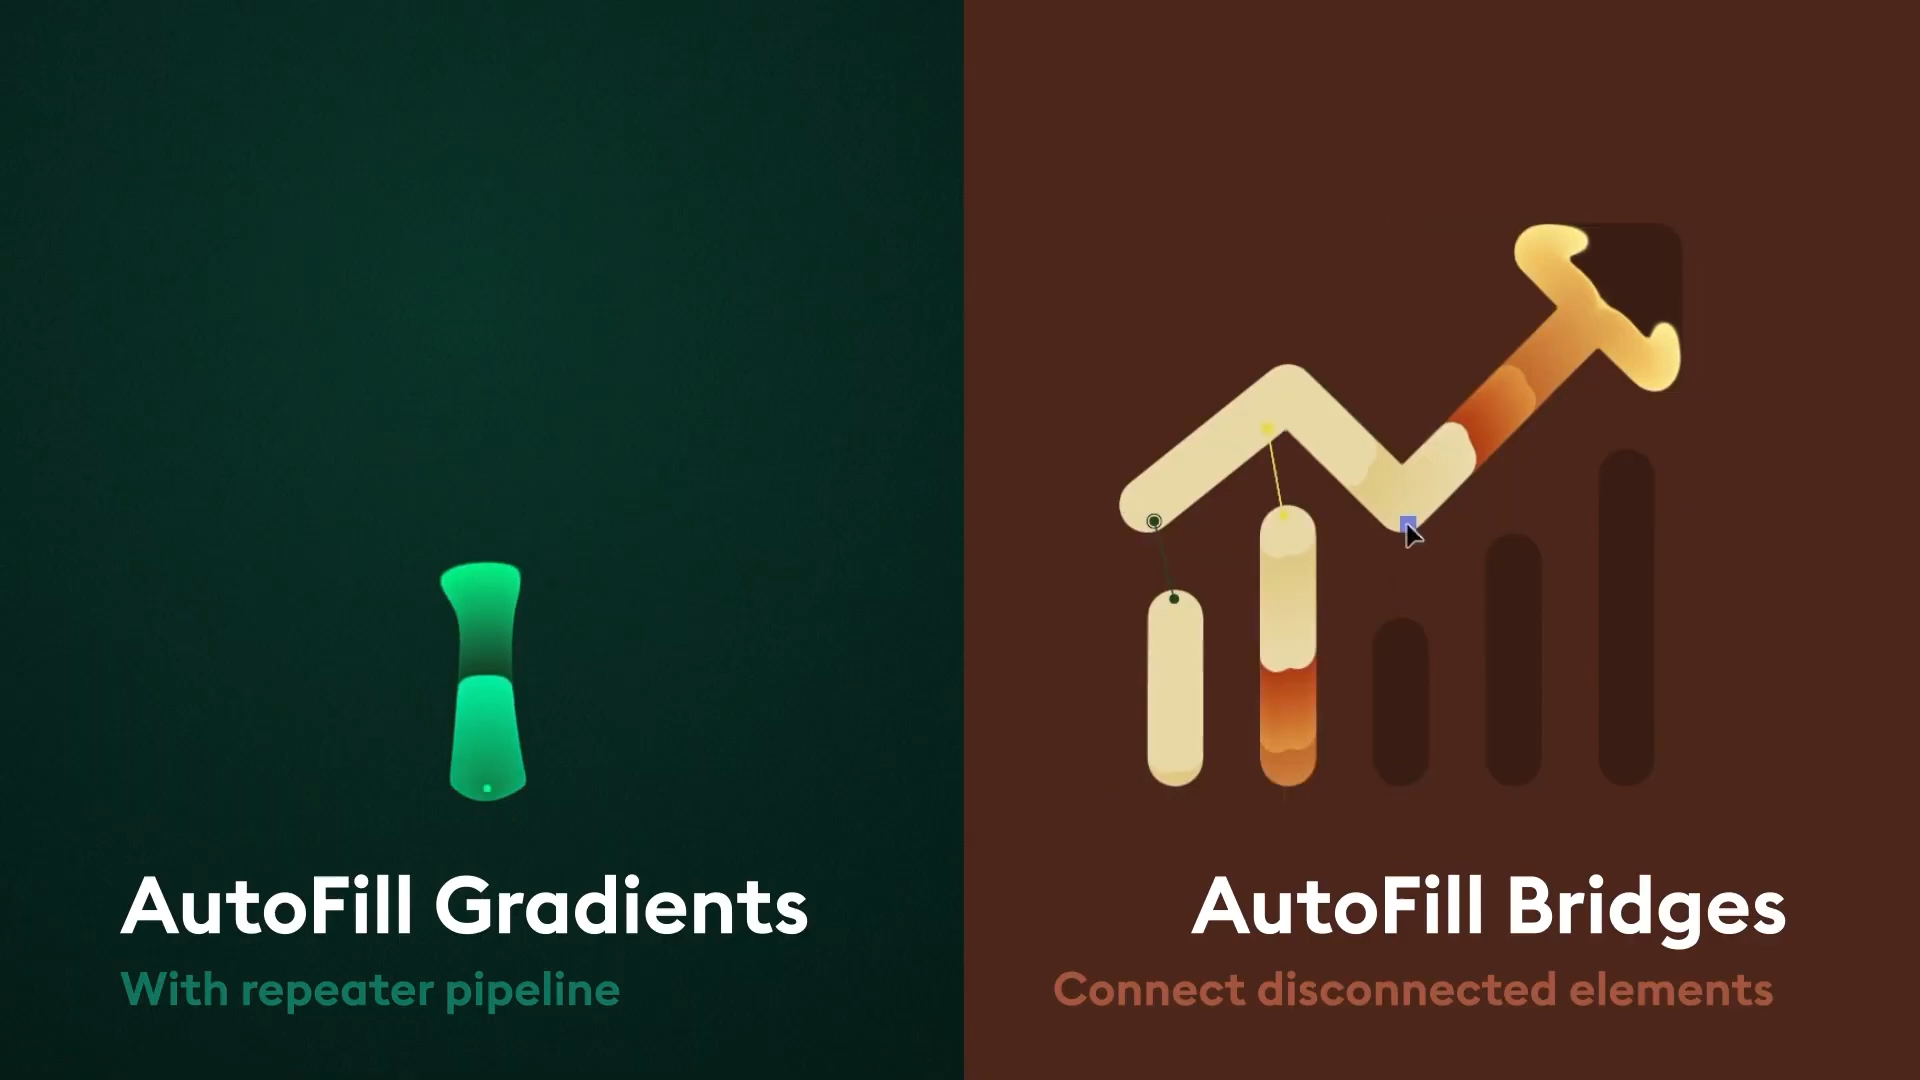 AutoFill Gradients
With repeater pipeline
AutoFill Bridges
Connect disconnected elements